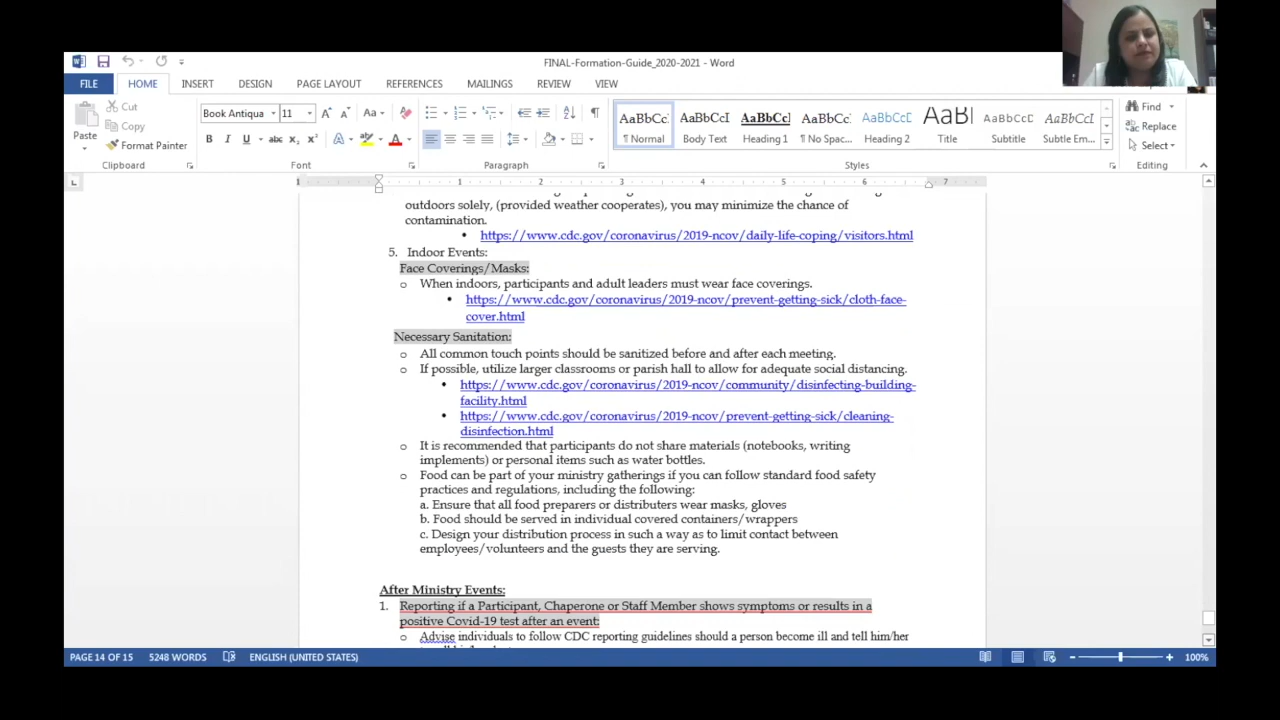 FINAL-Formation-Guide_2020-2021 - Word
FILE HOME INSERT DESIGN PAGE LAYOUT REFERENCES MAILINGS REVIEW VIEW
Paste
Cut
Copy
Format Painter
Clipboard
Book Antiqua 11
Font
Paragraph
AaBbCc AaBbCcI AaBbCc AaBbCc AaBbCcD AaBl AaBbCcD AaBbCcI
¶ Normal Body Text Heading 1 ¶ No Spac... Heading 2 Title Subtitle Subtle Em...
Styles
Find
Replace
Select
Editing
1 1 2 3 4 5 6 7
outdoors solely, (provided weather cooperates), you may minimize the chance of
contamination.
• https://www.cdc.gov/coronavirus/2019-ncov/daily-life-coping/visitors.html
5. Indoor Events:
Face Coverings/Masks:
o When indoors, participants and adult leaders must wear face coverings.
• https://www.cdc.gov/coronavirus/2019-ncov/prevent-getting-sick/cloth-face-
cover.html
Necessary Sanitation:
o All common touch points should be sanitized before and after each meeting.
o If possible, utilize larger classrooms or parish hall to allow for adequate social distancing.
• https://www.cdc.gov/coronavirus/2019-ncov/community/disinfecting-building-
facility.html
• https://www.cdc.gov/coronavirus/2019-ncov/prevent-getting-sick/cleaning-
disinfection.html
o It is recommended that participants do not share materials (notebooks, writing
implements) or personal items such as water bottles.
o Food can be part of your ministry gatherings if you can follow standard food safety
practices and regulations, including the following:
a. Ensure that all food preparers or distributers wear masks, gloves
b. Food should be served in individual covered containers/wrappers
c. Design your distribution process in such a way as to limit contact between
employees/volunteers and the guests they are serving.
After Ministry Events:
1. Reporting if a Participant, Chaperone or Staff Member shows symptoms or results in a
positive Covid-19 test after an event:
o Advise individuals to follow CDC reporting guidelines should a person become ill and tell him/her
PAGE 14 OF 15 5248 WORDS ENGLISH (UNITED STATES) 100%